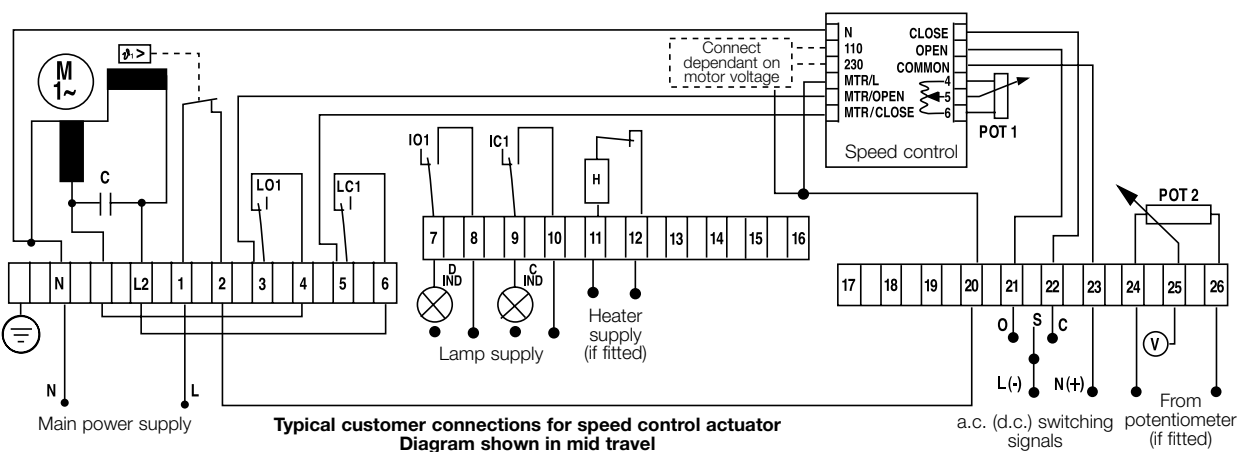 N
110
230
MTR/L
MTR/OPEN
MTR/CLOSE
CLOSE
OPEN
COMMON
4
5
6
Speed control
POT 1
Connect
dependant on
motor voltage
M
1~
C
LO1
LC1
IO1
IC1
H
POT 2
N L2 1 2 3 4 5 6
7 8 9 10 11 12 13 14 15 16
17 18 19 20 21 22 23 24 25 26
D
IND
C
IND
Lamp supply
Heater
supply
(if fitted)
O S C
V
L(-) N(+)
a.c. (d.c.) switching
signals
From
potentiometer
(if fitted)
N L
Main power supply
Typical customer connections for speed control actuator
Diagram shown in mid travel